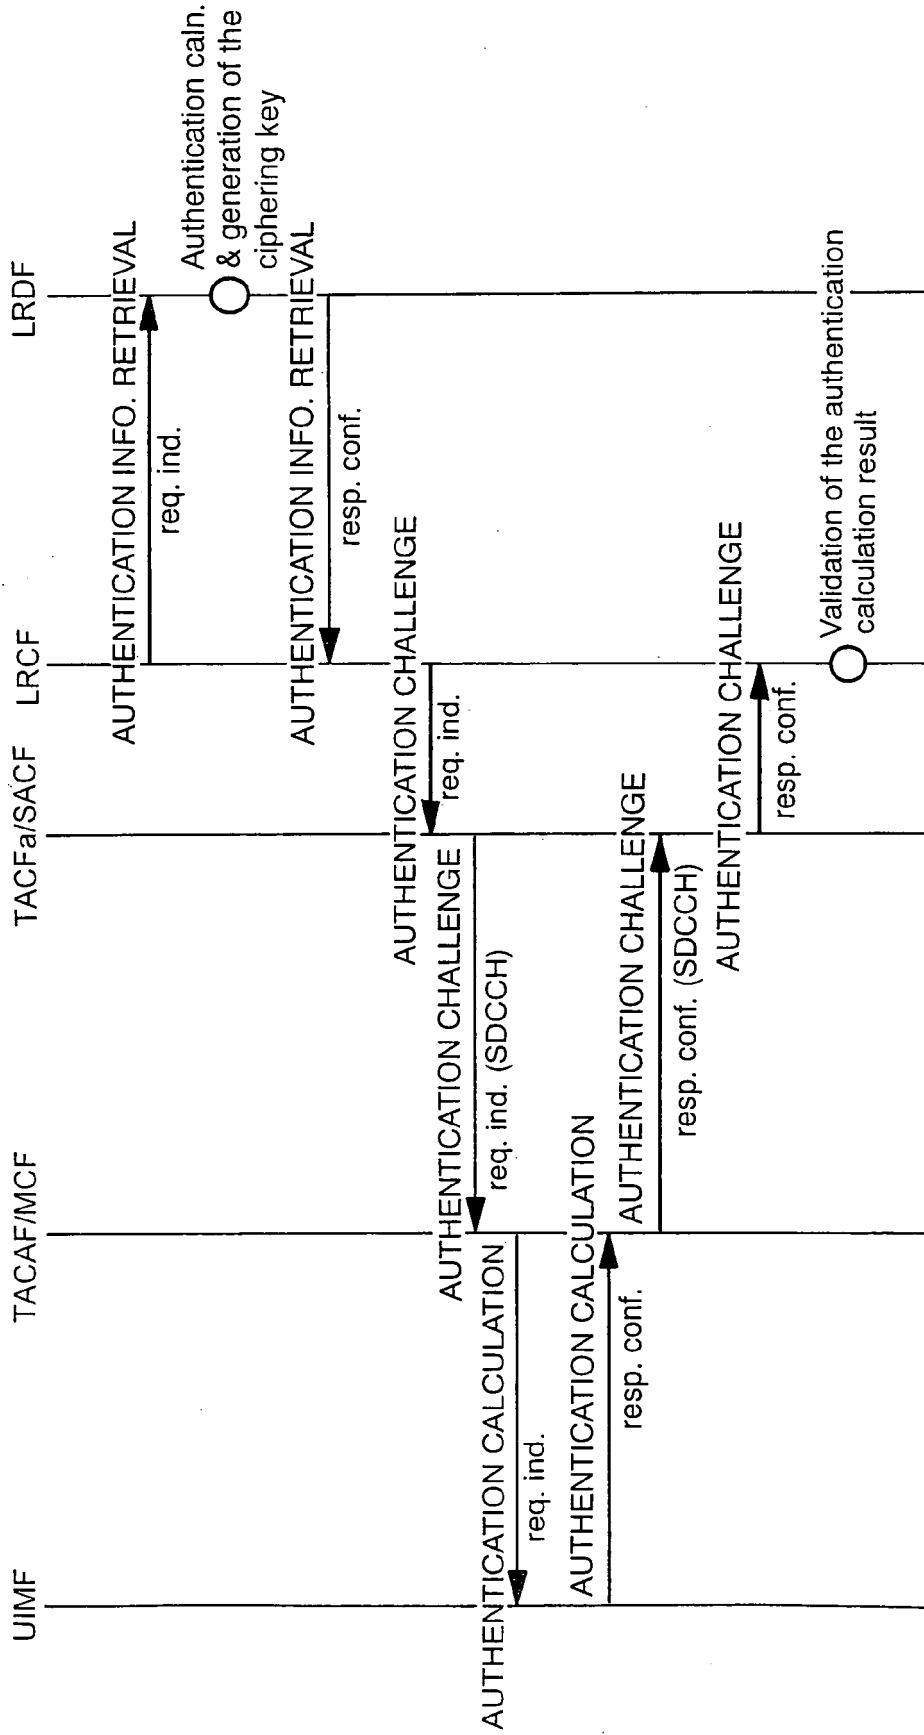 UIMF
TACAF/MCF
TACFa/SACF
LRCF
LRDF
AUTHENTICATION INFO. RETRIEVAL
req. ind.
Authentication caln.
& generation of the
ciphering key
AUTHENTICATION INFO. RETRIEVAL
resp. conf.
AUTHENTICATION CHALLENGE
req. ind.
AUTHENTICATION CHALLENGE
req. ind. (SDCCH)
AUTHENTICATION CALCULATION
req. ind.
AUTHENTICATION CALCULATION
resp. conf.
AUTHENTICATION CHALLENGE
resp. conf. (SDCCH)
AUTHENTICATION CHALLENGE
resp. conf.
Validation of the authentication
calculation result